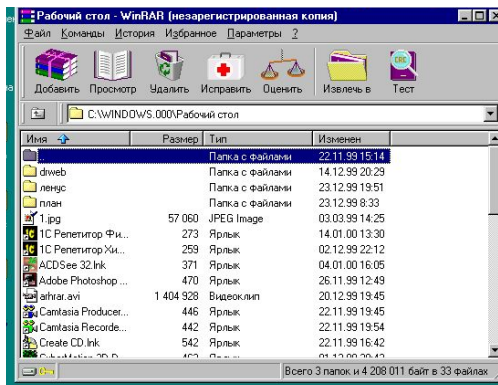 Рабочий стол - WinRAR (незарегистрированная копия)
Файл Команды История Избранное Параметры ?
Добавить Просмотр Удалить Исправить Оценить Извлечь в Тест
C:\WINDOWS.000\Рабочий стол
Имя Размер Тип Изменен
.. Папка с файлами 22.11.99 15:14
drweb Папка с файлами 14.12.99 20:29
ленус Папка с файлами 23.12.99 19:51
план Папка с файлами 23.12.99 8:33
1.jpg 57 060 JPEG Image 03.03.99 14:25
1С Репетитор Фи... 273 Ярлык 14.01.00 13:30
1С Репетитор Хи... 259 Ярлык 02.12.99 22:12
ACDSee 32.lnk 371 Ярлык 04.01.00 16:05
Adobe Photoshop ... 470 Ярлык 26.11.99 12:49
arhrar.avi 1 404 928 Видеоклип 20.12.99 19:45
Camtasia Producer... 446 Ярлык 22.11.99 19:45
Camtasia Recorde... 442 Ярлык 22.11.99 19:54
Create CD.lnk 542 Ярлык 22.11.99 16:42
Всего 3 папок и 4 208 011 байт в 33 файлах